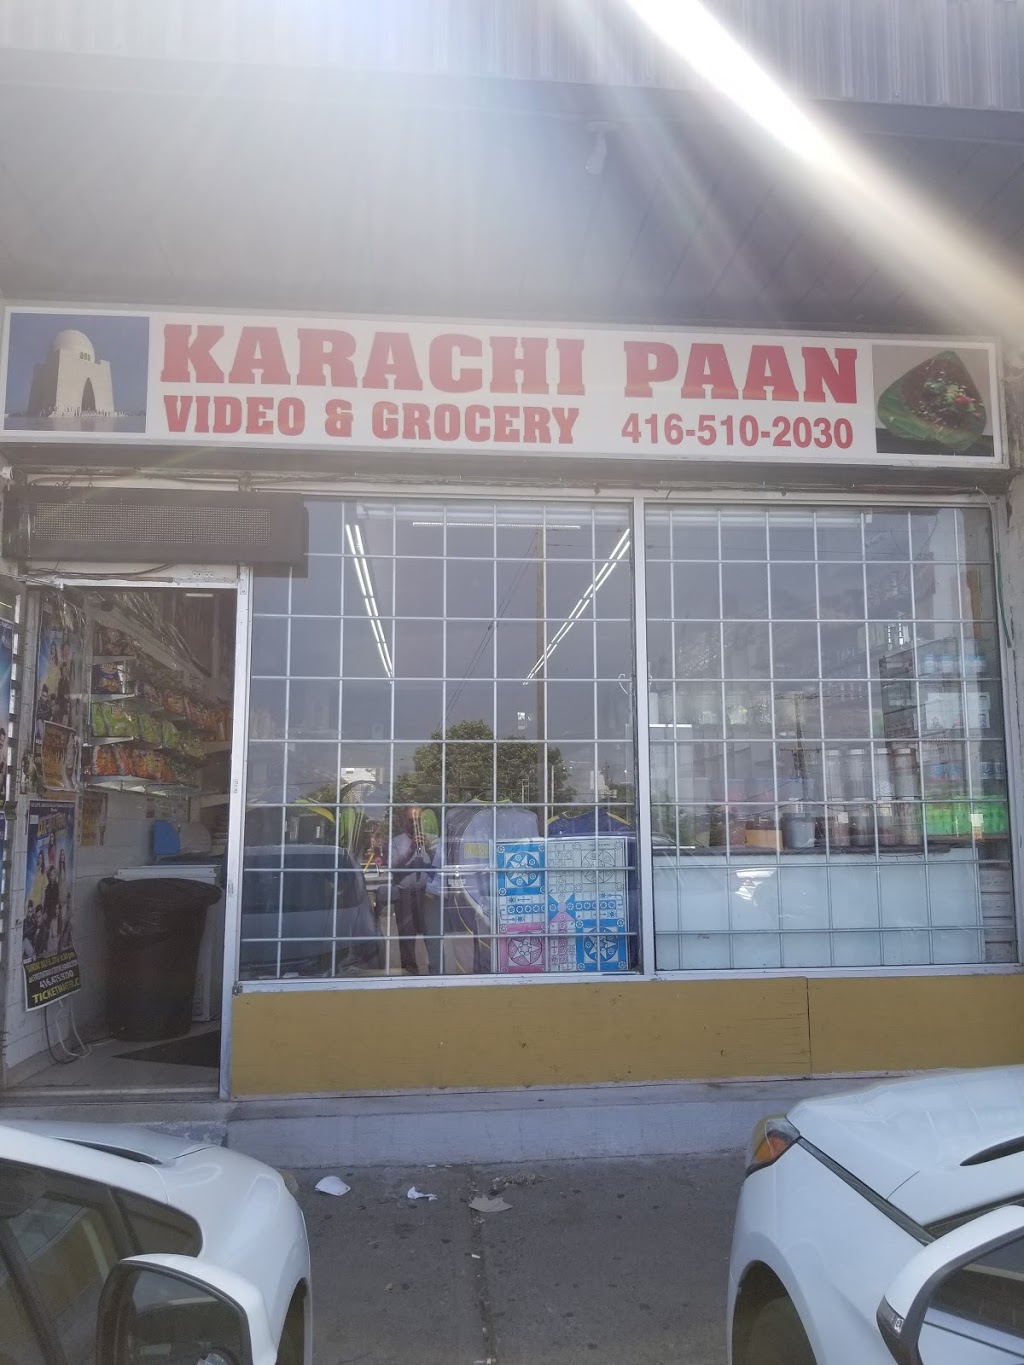 KARACHI PAAN
VIDEO & GROCERY 416-510-2030